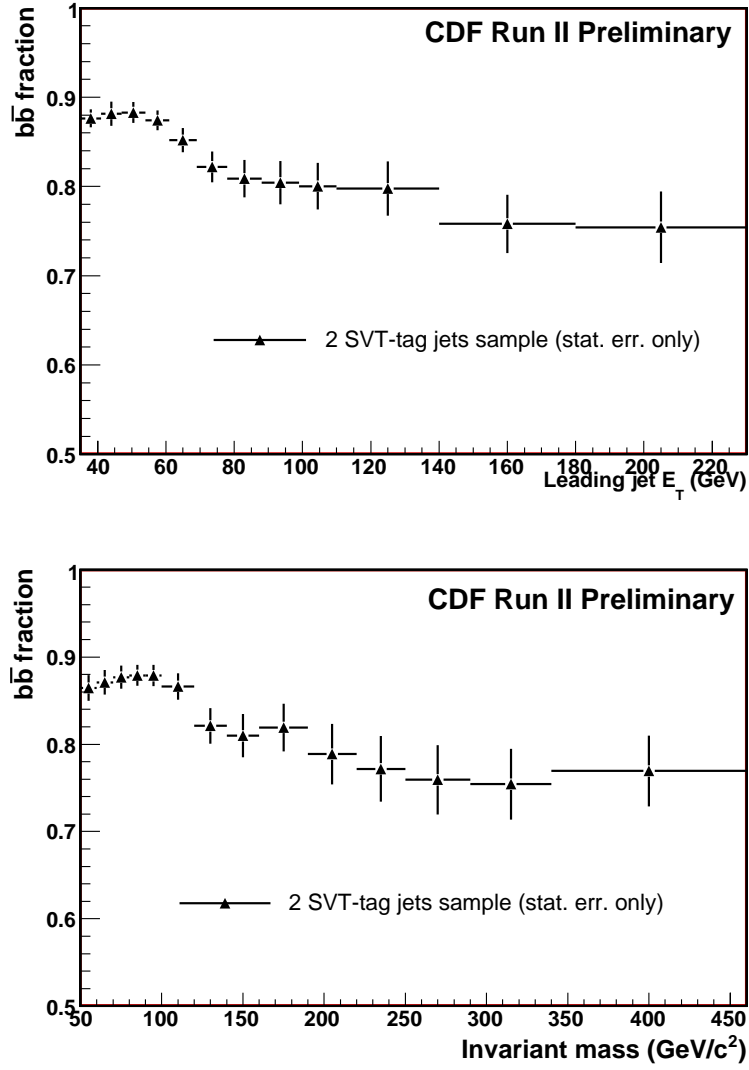 CDF Run II Preliminary
bb̅ fraction
1
0.9
0.8
0.7
0.6
0.5
2 SVT-tag jets sample (stat. err. only)
40 60 80 100 120 140 160 180 200 220
Leading jet E_T (GeV)
CDF Run II Preliminary
bb̅ fraction
1
0.9
0.8
0.7
0.6
0.5
2 SVT-tag jets sample (stat. err. only)
50 100 150 200 250 300 350 400 450
Invariant mass (GeV/c²)